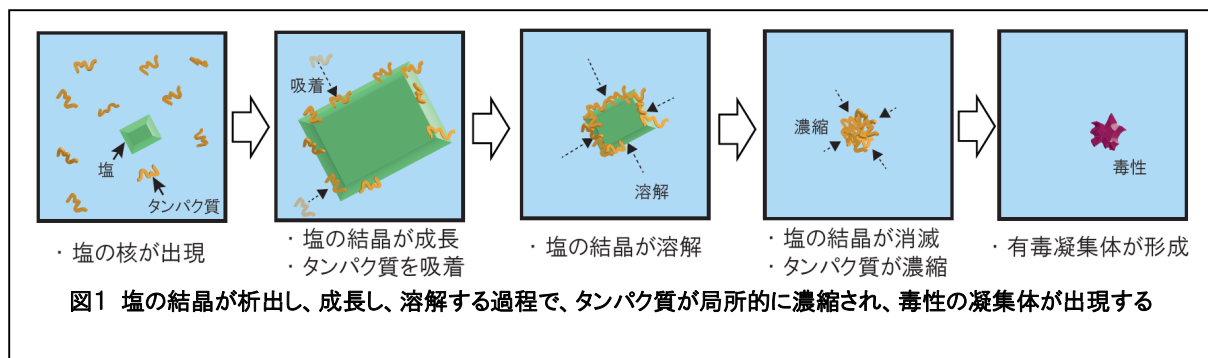 塩
タンパク質
吸着
溶解
濃縮
毒性
・塩の核が出現
・塩の結晶が成長
・タンパク質を吸着
・塩の結晶が溶解
・塩の結晶が消滅
・タンパク質が濃縮
・有毒凝集体が形成
図1 塩の結晶が析出し、成長し、溶解する過程で、タンパク質が局所的に濃縮され、毒性の凝集体が出現する